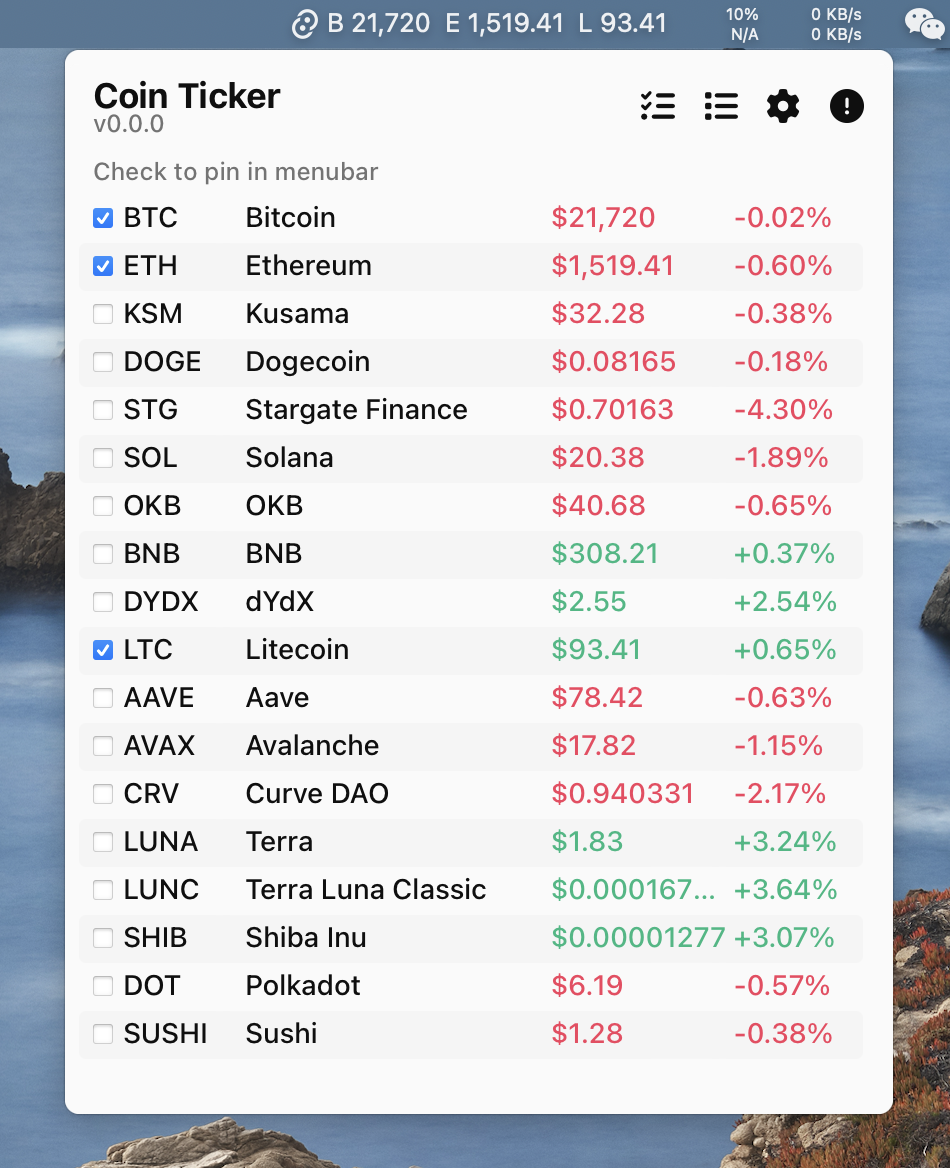 B 21,720 E 1,519.41 L 93.41 10% 0 KB/s
N/A 0 KB/s
Coin Ticker
v0.0.0
Check to pin in menubar
BTC Bitcoin $21,720 -0.02%
ETH Ethereum $1,519.41 -0.60%
KSM Kusama $32.28 -0.38%
DOGE Dogecoin $0.08165 -0.18%
STG Stargate Finance $0.70163 -4.30%
SOL Solana $20.38 -1.89%
OKB OKB $40.68 -0.65%
BNB BNB $308.21 +0.37%
DYDX dYdX $2.55 +2.54%
LTC Litecoin $93.41 +0.65%
AAVE Aave $78.42 -0.63%
AVAX Avalanche $17.82 -1.15%
CRV Curve DAO $0.940331 -2.17%
LUNA Terra $1.83 +3.24%
LUNC Terra Luna Classic $0.000167... +3.64%
SHIB Shiba Inu $0.00001277 +3.07%
DOT Polkadot $6.19 -0.57%
SUSHI Sushi $1.28 -0.38%